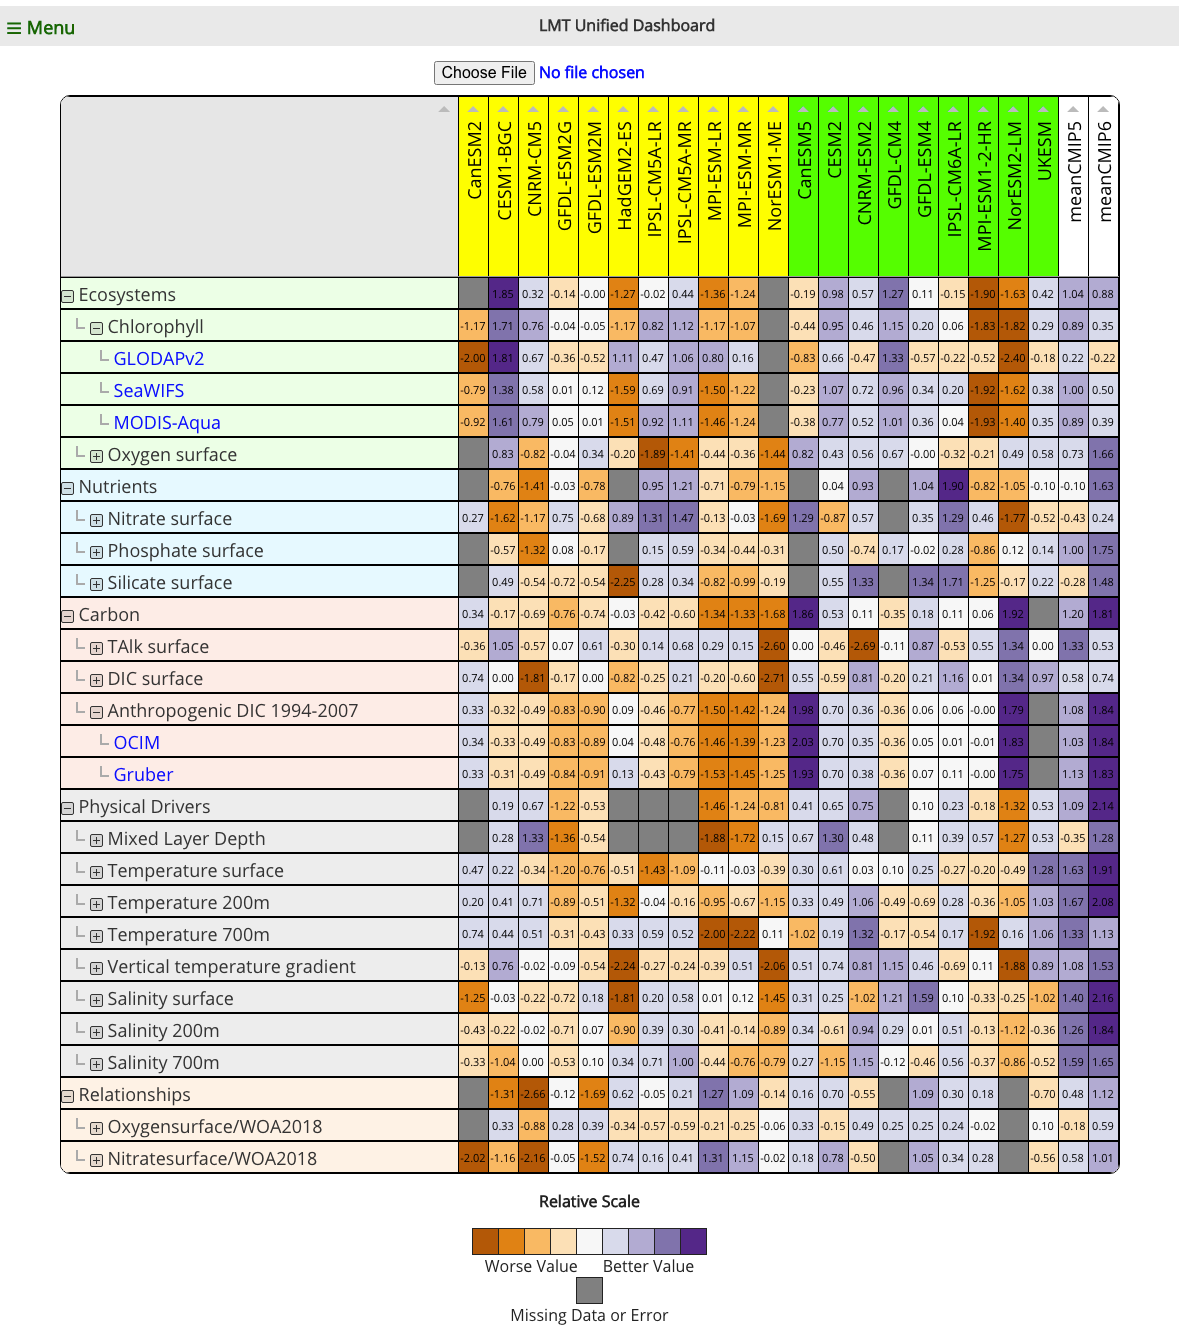 ≡ Menu
LMT Unified Dashboard
Choose File No file chosen
CanESM2 CESM1-BGC CNRM-CM5 GFDL-ESM2G GFDL-ESM2M HadGEM2-ES IPSL-CM5A-LR IPSL-CM5A-MR MPI-ESM-LR MPI-ESM-MR NorESM1-ME CanESM5 CESM2 CNRM-ESM2 GFDL-CM4 GFDL-ESM4 IPSL-CM6A-LR MPI-ESM1-2-HR NorESM2-LM UKESM meanCMIP5 meanCMIP6
Ecosystems 1.85 0.32 -0.14 -0.00 -1.27 -0.02 0.44 -1.36 -1.24 -0.19 0.98 0.57 1.27 0.11 -0.15 -1.90 -1.63 0.42 1.04 0.88
Chlorophyll -1.17 1.71 0.76 -0.04 -0.05 -1.17 0.82 1.12 -1.17 -1.07 -0.44 0.95 0.46 1.15 0.20 0.06 -1.83 -1.82 0.29 0.89 0.35
GLODAPv2 -2.00 1.81 0.67 -0.36 -0.52 1.11 0.47 1.06 0.80 0.16 -0.83 0.66 -0.47 1.33 -0.57 -0.22 -0.52 -2.40 -0.18 0.22 -0.22
SeaWIFS -0.79 1.38 0.58 0.01 0.12 -1.59 0.69 0.91 -1.50 -1.22 -0.23 1.07 0.72 0.96 0.34 0.20 -1.92 -1.62 0.38 1.00 0.50
MODIS-Aqua -0.92 1.61 0.79 0.05 0.01 -1.51 0.92 1.11 -1.46 -1.24 -0.38 0.77 0.52 1.01 0.36 0.04 -1.93 -1.40 0.35 0.89 0.39
Oxygen surface 0.83 -0.82 -0.04 0.34 -0.20 -1.89 -1.41 -0.44 -0.36 -1.44 0.82 0.43 0.56 0.67 -0.00 -0.32 -0.21 0.49 0.58 0.73 1.66
Nutrients -0.76 -1.41 -0.03 -0.78 0.95 1.21 -0.71 -0.79 -1.15 0.04 0.93 1.04 1.90 -0.82 -1.05 -0.10 -0.10 1.63
Nitrate surface 0.27 -1.62 -1.17 0.75 -0.68 0.89 1.31 1.47 -0.13 -0.03 -1.69 1.29 -0.87 0.57 0.35 1.29 0.46 -1.77 -0.52 -0.43 0.24
Phosphate surface -0.57 -1.32 0.08 -0.17 0.15 0.59 -0.34 -0.44 -0.31 0.50 -0.74 0.17 -0.02 0.28 -0.86 0.12 0.14 1.00 1.75
Silicate surface 0.49 -0.54 -0.72 -0.54 -2.25 0.28 0.34 -0.82 -0.99 -0.19 0.55 1.33 1.34 1.71 -1.25 -0.17 0.22 -0.28 1.48
Carbon 0.34 -0.17 -0.69 -0.76 -0.74 -0.03 -0.42 -0.60 -1.34 -1.33 -1.68 1.86 0.53 0.11 -0.35 0.18 0.11 0.06 1.92 1.20 1.81
TAlk surface -0.36 1.05 -0.57 0.07 0.61 -0.30 0.14 0.68 0.29 0.15 -2.60 0.00 -0.46 -2.69 -0.11 0.87 -0.53 0.55 1.34 0.00 1.33 0.53
DIC surface 0.74 0.00 -1.81 -0.17 0.00 -0.82 -0.25 0.21 -0.20 -0.60 -2.71 0.55 -0.59 0.81 -0.20 0.21 1.16 0.01 1.34 0.97 0.58 0.74
Anthropogenic DIC 1994-2007 0.33 -0.32 -0.49 -0.83 -0.90 0.09 -0.46 -0.77 -1.50 -1.42 -1.24 1.98 0.70 0.36 -0.36 0.06 0.06 -0.00 1.79 1.08 1.84
OCIM 0.34 -0.33 -0.49 -0.83 -0.89 0.04 -0.48 -0.76 -1.46 -1.39 -1.23 2.03 0.70 0.35 -0.36 0.05 0.01 -0.01 1.83 1.03 1.84
Gruber 0.33 -0.31 -0.49 -0.84 -0.91 0.13 -0.43 -0.79 -1.53 -1.45 -1.25 1.93 0.70 0.38 -0.36 0.07 0.11 -0.00 1.75 1.13 1.83
Physical Drivers 0.19 0.67 -1.22 -0.53 -1.46 -1.24 -0.81 0.41 0.65 0.75 0.10 0.23 -0.18 -1.32 0.53 1.09 2.14
Mixed Layer Depth 0.28 1.33 -1.36 -0.54 -1.88 -1.72 0.15 0.67 1.30 0.48 0.11 0.39 0.57 -1.27 0.53 -0.35 1.28
Temperature surface 0.47 0.22 -0.34 -1.20 -0.76 -0.51 -1.43 -1.09 -0.11 -0.03 -0.39 0.30 0.61 0.03 0.10 0.25 -0.27 -0.20 -0.49 1.28 1.63 1.91
Temperature 200m 0.20 0.41 0.71 -0.89 -0.51 -1.32 -0.04 -0.16 -0.95 -0.67 -1.15 0.33 0.49 1.06 -0.49 -0.69 0.28 -0.36 -1.05 1.03 1.67 2.08
Temperature 700m 0.74 0.44 0.51 -0.31 -0.43 0.33 0.59 0.52 -2.00 -2.22 0.11 -1.02 0.19 1.32 -0.17 -0.54 0.17 -1.92 0.16 1.06 1.33 1.13
Vertical temperature gradient -0.13 0.76 -0.02 -0.09 -0.54 -2.24 -0.27 -0.24 -0.39 0.51 -2.06 0.51 0.74 0.81 1.15 0.46 -0.69 0.11 -1.88 0.89 1.08 1.53
Salinity surface -1.25 -0.03 -0.22 -0.72 0.18 -1.81 0.20 0.58 0.01 0.12 -1.45 0.31 0.25 -1.02 1.21 1.59 0.10 -0.33 -0.25 -1.02 1.40 2.16
Salinity 200m -0.43 -0.22 -0.02 -0.71 0.07 -0.90 0.39 0.30 -0.41 -0.14 -0.89 0.34 -0.61 0.94 0.29 0.01 0.51 -0.13 -1.12 -0.36 1.26 1.84
Salinity 700m -0.33 -1.04 0.00 -0.53 0.10 0.34 0.71 1.00 -0.44 -0.76 -0.79 0.27 -1.15 1.15 -0.12 -0.46 0.56 -0.37 -0.86 -0.52 1.59 1.65
Relationships -1.31 -2.66 -0.12 -1.69 0.62 -0.05 0.21 1.27 1.09 -0.14 0.16 0.70 -0.55 1.09 0.30 0.18 -0.70 0.48 1.12
Oxygensurface/WOA2018 0.33 -0.88 0.28 0.39 -0.34 -0.57 -0.59 -0.21 -0.25 -0.06 0.33 -0.15 0.49 0.25 0.25 0.24 -0.02 0.10 -0.18 0.59
Nitratesurface/WOA2018 -2.02 -1.16 -2.16 -0.05 -1.52 0.74 0.16 0.41 1.31 1.15 -0.02 0.18 0.78 -0.50 1.05 0.34 0.28 -0.56 0.58 1.01
Relative Scale
Worse Value Better Value
Missing Data or Error